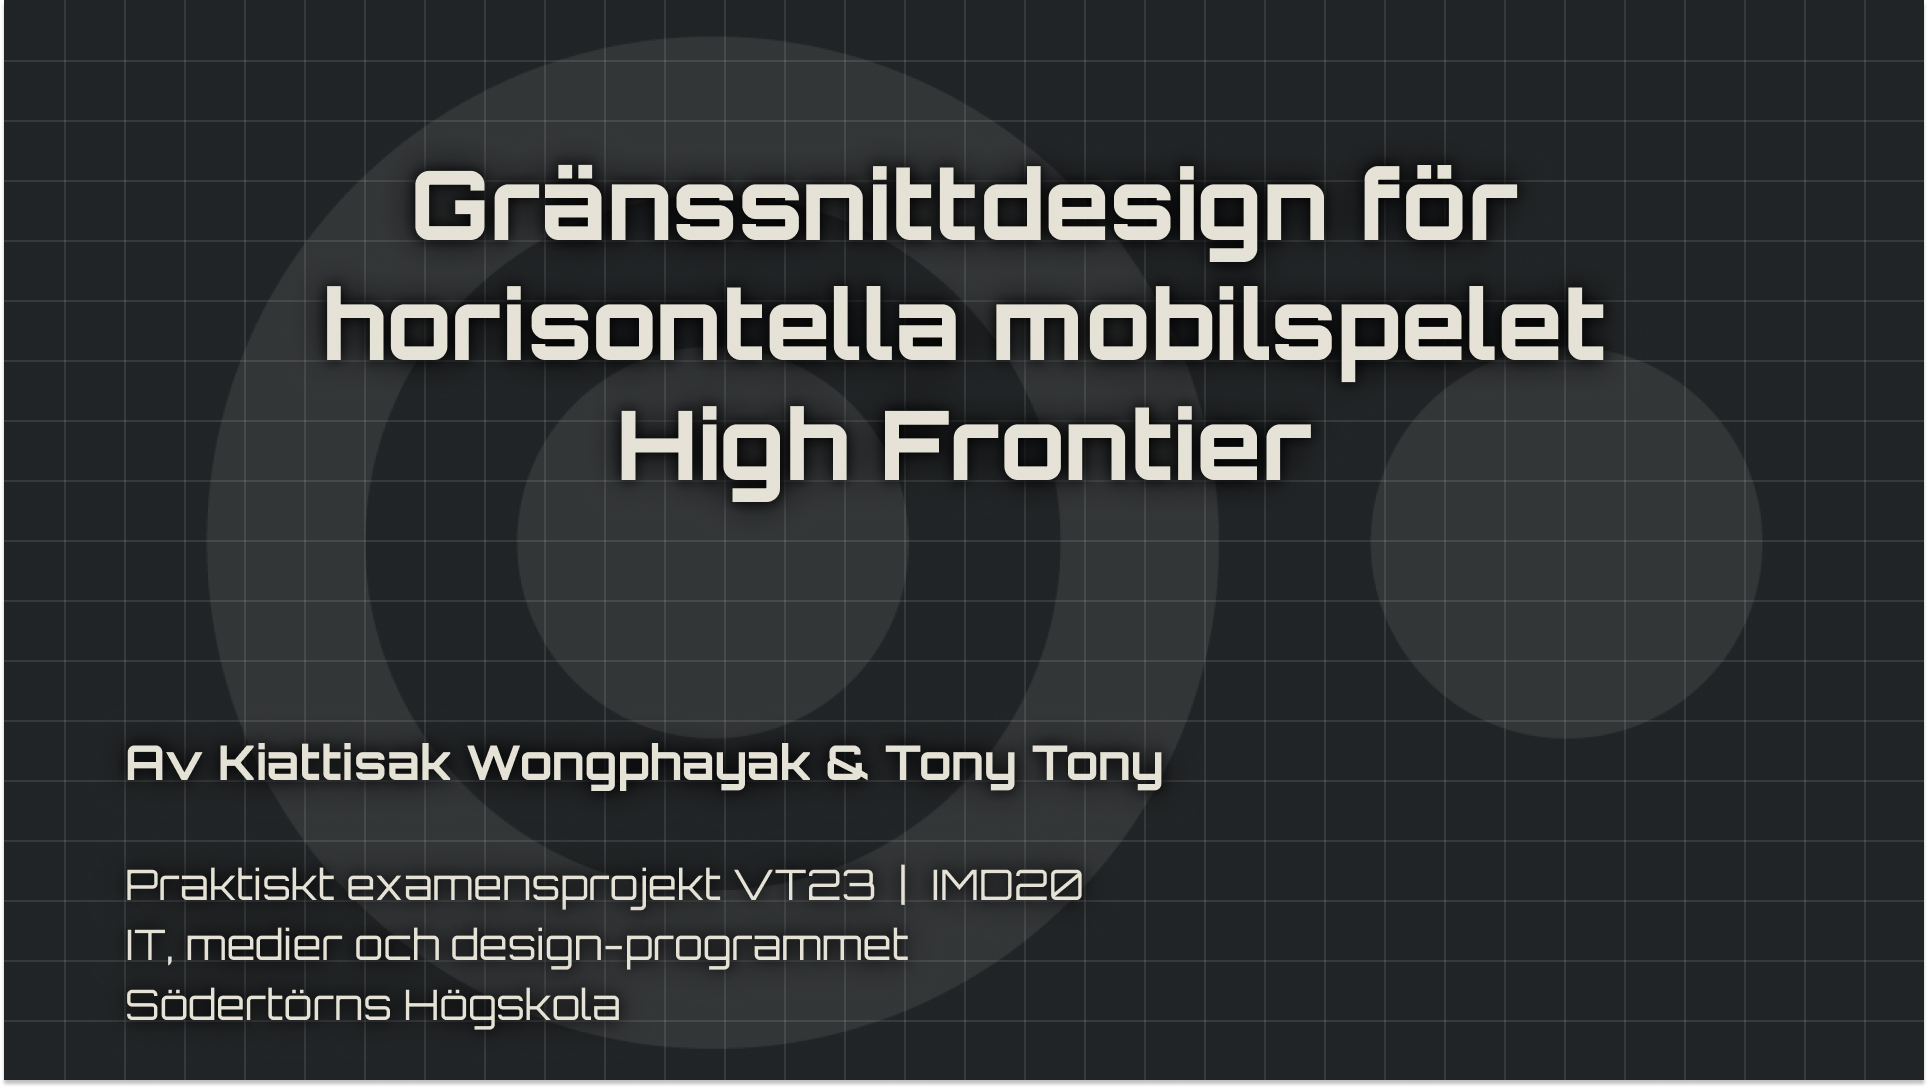 Gränssnittdesign för
horisontella mobilspelet
High Frontier
Av Kiattisak Wongphayak & Tony Tony
Praktiskt examensprojekt VT23 | IMD20
IT, medier och design-programmet
Södertörns Högskola